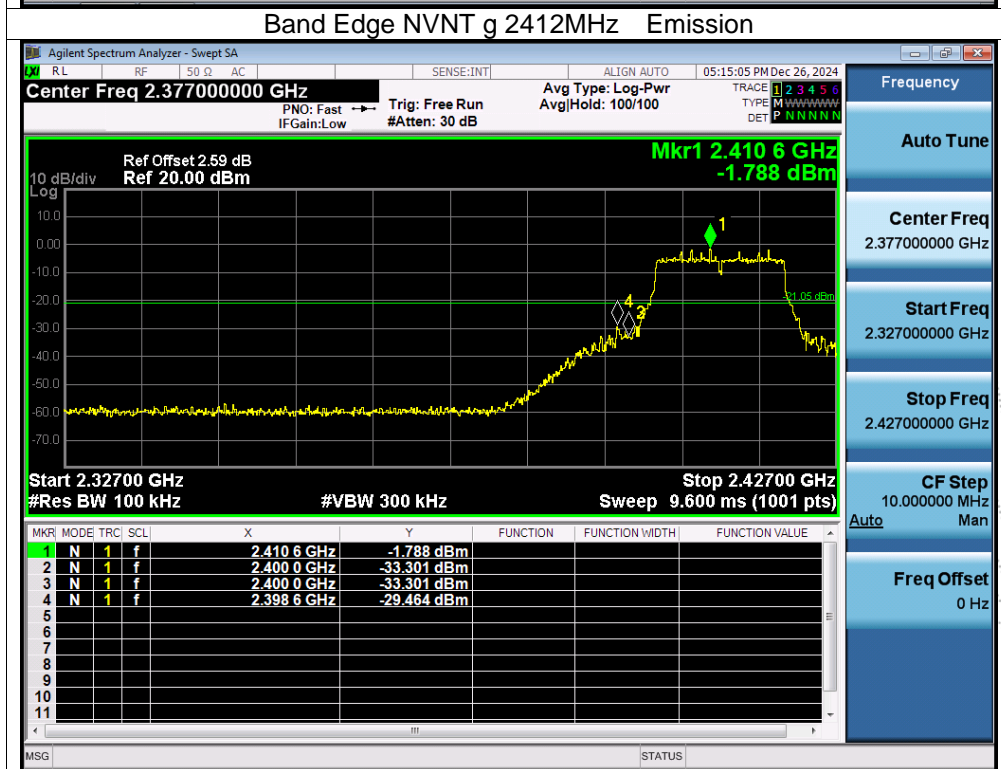 Band Edge NVNT g 2412MHz Emission
Agilent Spectrum Analyzer - Swept SA
LXI RL RF 50 Ω AC SENSE:INT ALIGN AUTO 05:15:05 PM Dec 26, 2024
Center Freq 2.377000000 GHz
PNO: Fast
IFGain:Low
Trig: Free Run
#Atten: 30 dB
Avg Type: Log-Pwr
Avg|Hold: 100/100
TRACE 1 2 3 4 5 6
TYPE M WWWWW
DET P N N N N N
Frequency
Auto Tune
Center Freq
2.377000000 GHz
Start Freq
2.327000000 GHz
Stop Freq
2.427000000 GHz
CF Step
10.000000 MHz
Auto Man
Freq Offset
0 Hz
Ref Offset 2.59 dB
10 dB/div Ref 20.00 dBm
Log
Mkr1 2.410 6 GHz
-1.788 dBm
10.0
0.00
-10.0
-20.0
-30.0
-40.0
-50.0
-60.0
-70.0
1
4
3
-21.05 dBm
Start 2.32700 GHz Stop 2.42700 GHz
#Res BW 100 kHz #VBW 300 kHz Sweep 9.600 ms (1001 pts)
MKR MODE TRC SCL X Y FUNCTION FUNCTION WIDTH FUNCTION VALUE
1 N 1 f 2.410 6 GHz -1.788 dBm
2 N 1 f 2.400 0 GHz -33.301 dBm
3 N 1 f 2.400 0 GHz -33.301 dBm
4 N 1 f 2.398 6 GHz -29.464 dBm
5
6
7
8
9
10
11
MSG STATUS